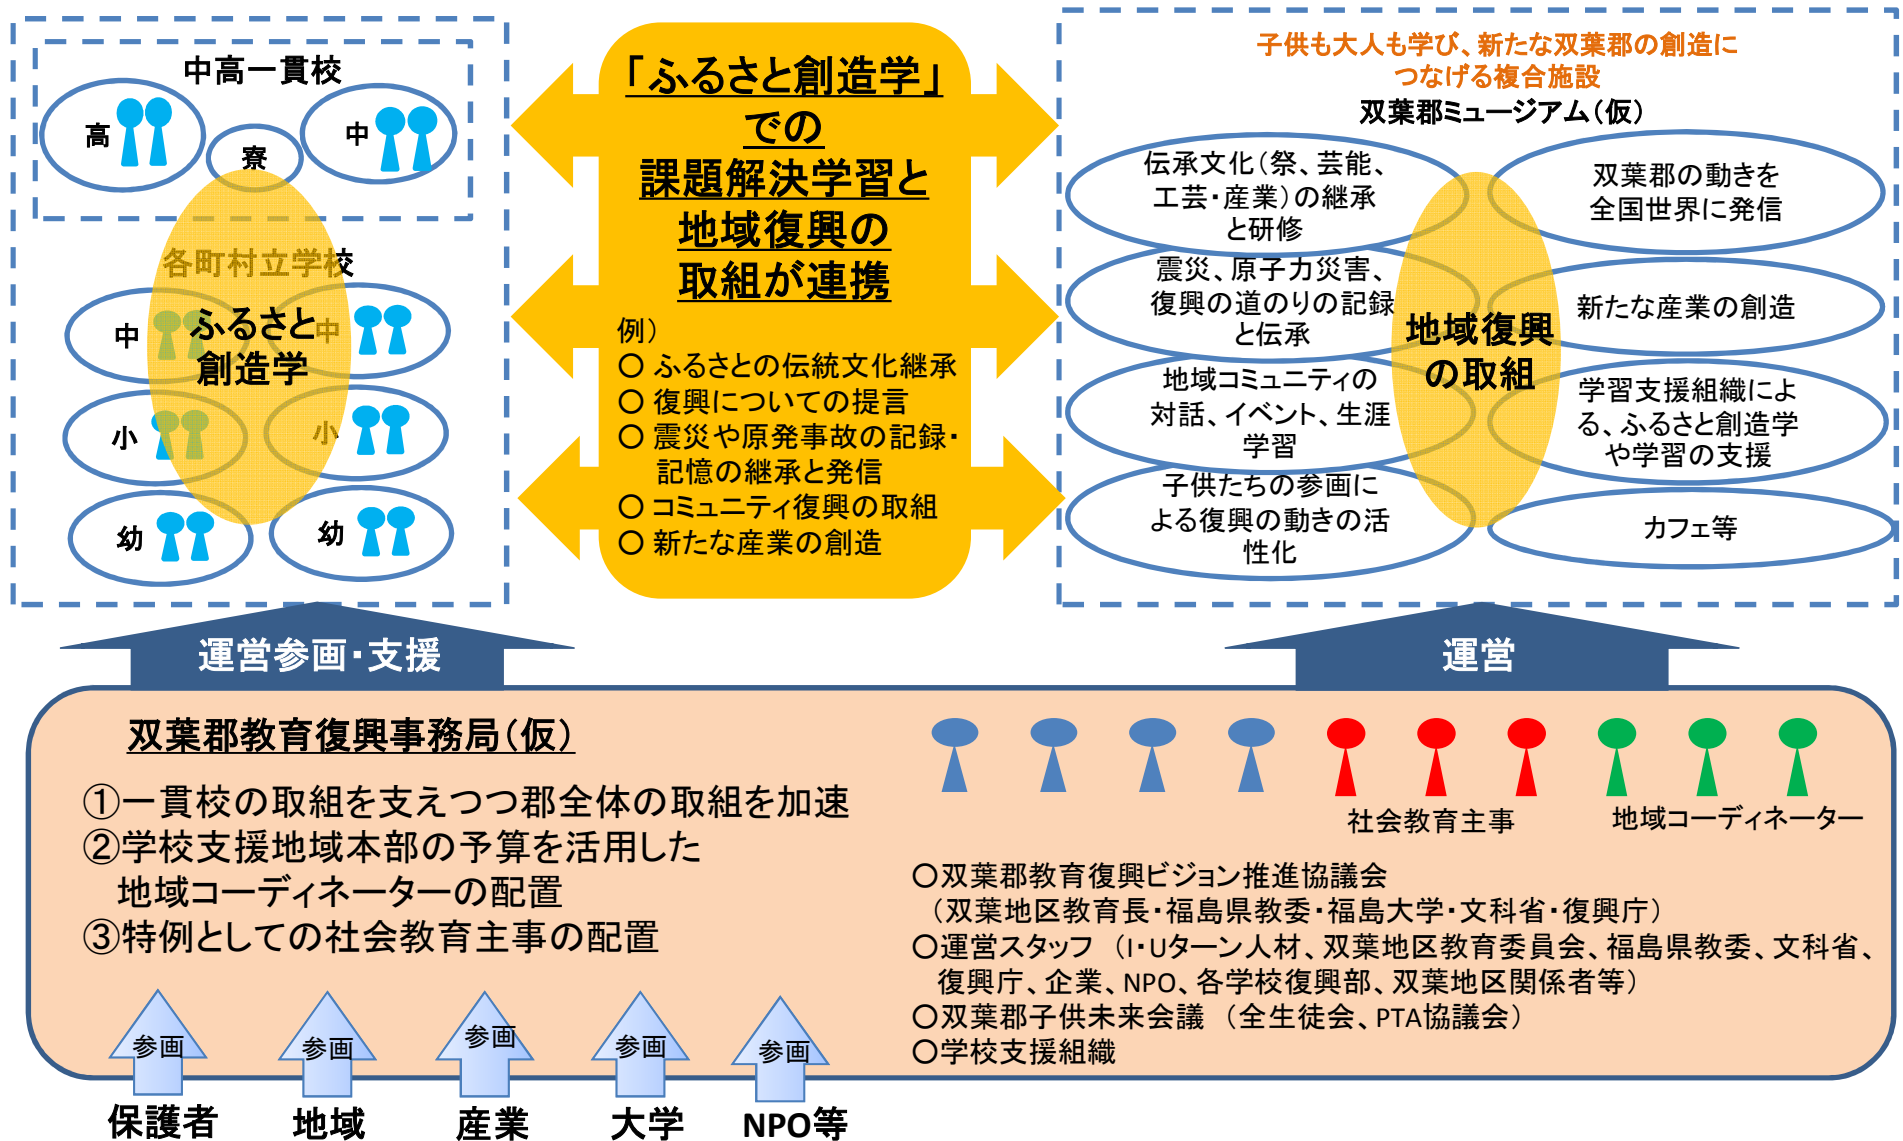 中高一貫校
高
寮
中
各町村立学校
中
中
ふるさと
創造学
小
小
幼
幼
「ふるさと創造学」
での
課題解決学習と
地域復興の
取組が連携
例）
○ ふるさとの伝統文化継承
○ 復興についての提言
○ 震災や原発事故の記録・
記憶の継承と発信
○ コミュニティ復興の取組
○ 新たな産業の創造
子供も大人も学び、新たな双葉郡の創造に
つなげる複合施設
双葉郡ミュージアム（仮）
伝承文化（祭、芸能、
工芸・産業）の継承
と研修
双葉郡の動きを
全国世界に発信
震災、原子力災害、
復興の道のりの記録
と伝承
新たな産業の創造
地域復興
の取組
地域コミュニティの
対話、イベント、生涯
学習
学習支援組織によ
る、ふるさと創造学
や学習の支援
子供たちの参画に
よる復興の動きの活
性化
カフェ等
運営参画・支援
運営
双葉郡教育復興事務局（仮）
①一貫校の取組を支えつつ郡全体の取組を加速
②学校支援地域本部の予算を活用した
地域コーディネーターの配置
③特例としての社会教育主事の配置
社会教育主事
地域コーディネーター
○双葉郡教育復興ビジョン推進協議会
（双葉地区教育長・福島県教委・福島大学・文科省・復興庁）
○運営スタッフ （I・Uターン人材、双葉地区教育委員会、福島県教委、文科省、
復興庁、企業、NPO、各学校復興部、双葉地区関係者等）
○双葉郡子供未来会議 （全生徒会、PTA協議会）
○学校支援組織
参画
参画
参画
参画
参画
保護者
地域
産業
大学
NPO等